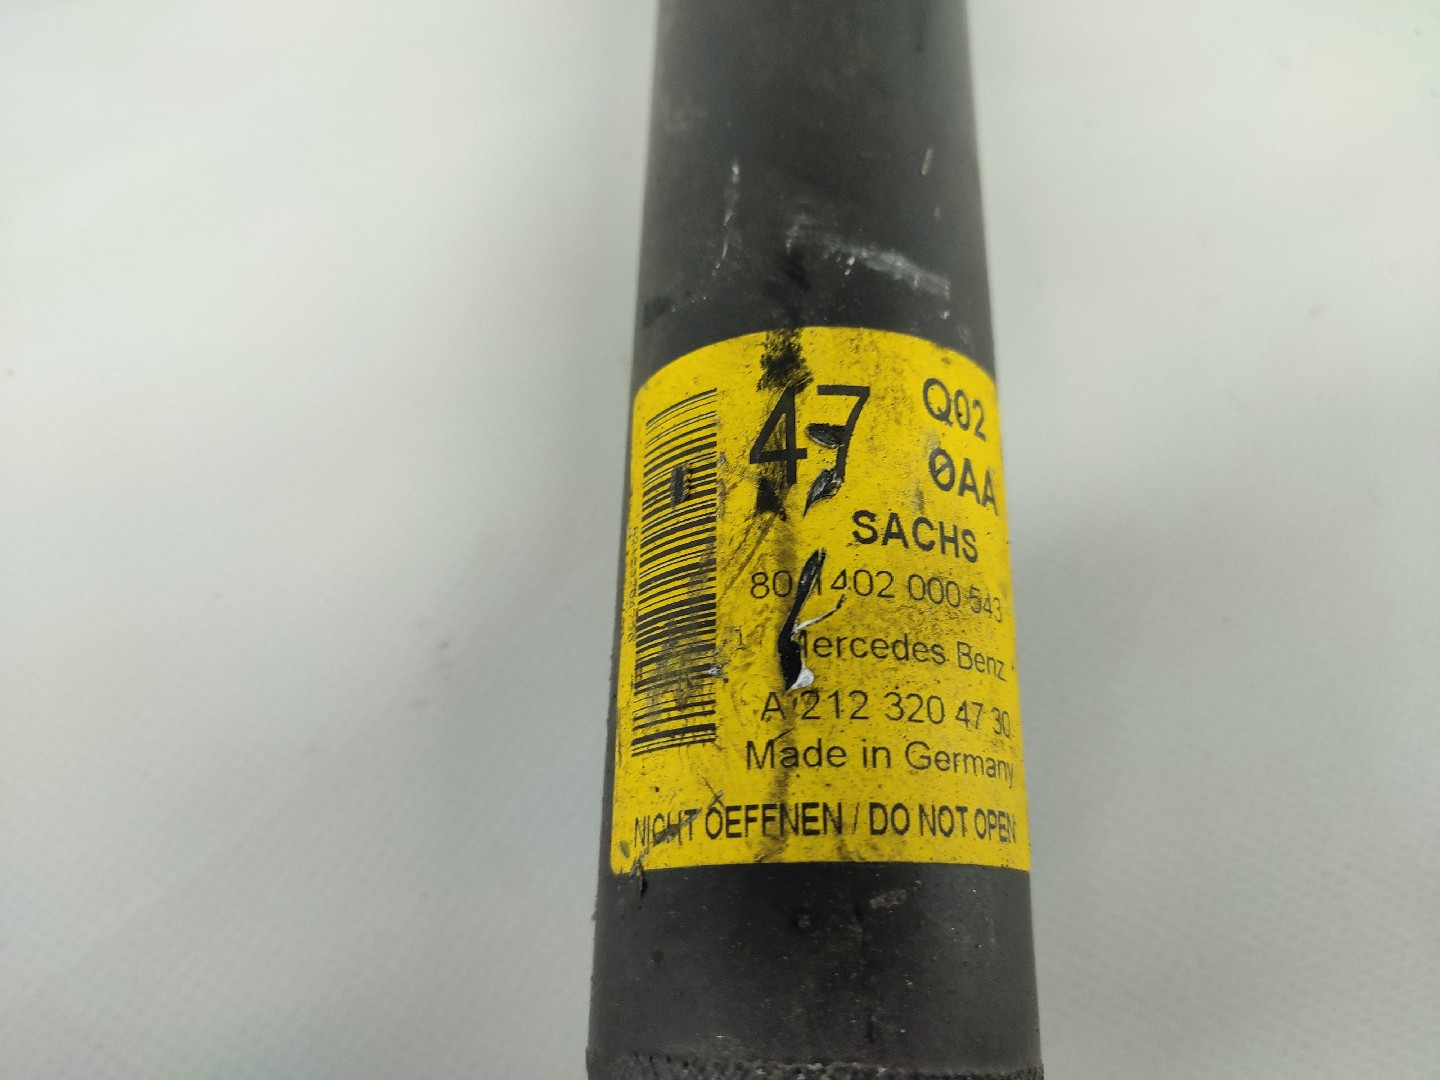 47
Q02
0AA
SACHS
80 1402 000 543
Mercedes Benz
A 212 320 47 30
Made in Germany
NICHT OEFFNEN / DO NOT OPEN